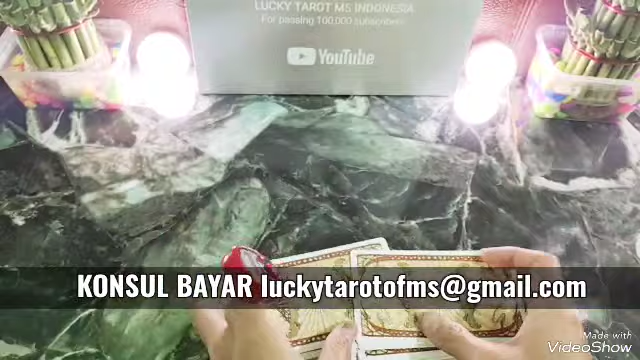 LUCKY TAROT MS INDONESIA
For passing 100,000 subscribers
YouTube
KONSUL BAYAR luckytarotofms@gmail.com
Made with
VideoShow